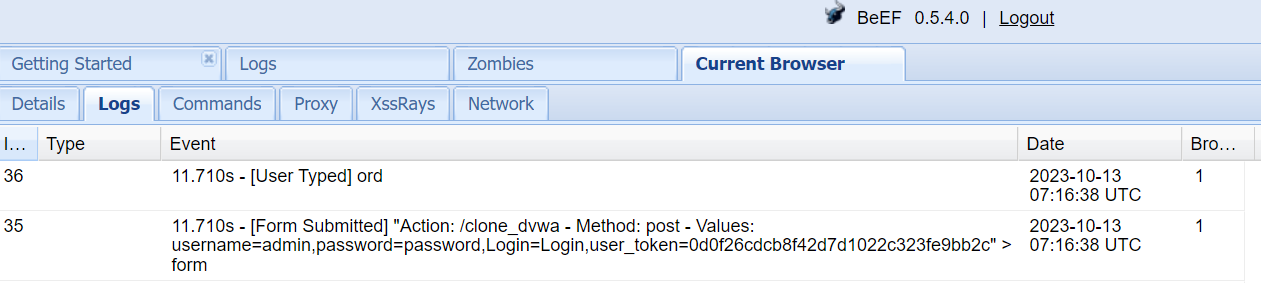 BeEF 0.5.4.0 | Logout
Getting Started Logs Zombies Current Browser
Details Logs Commands Proxy XssRays Network
I... Type Event Date Bro...
36 11.710s - [User Typed] ord 2023-10-13 1
07:16:38 UTC
35 11.710s - [Form Submitted] "Action: /clone_dvwa - Method: post - Values: 2023-10-13 1
username=admin,password=password,Login=Login,user_token=0d0f26cdcb8f42d7d1022c323fe9bb2c" > 07:16:38 UTC
form